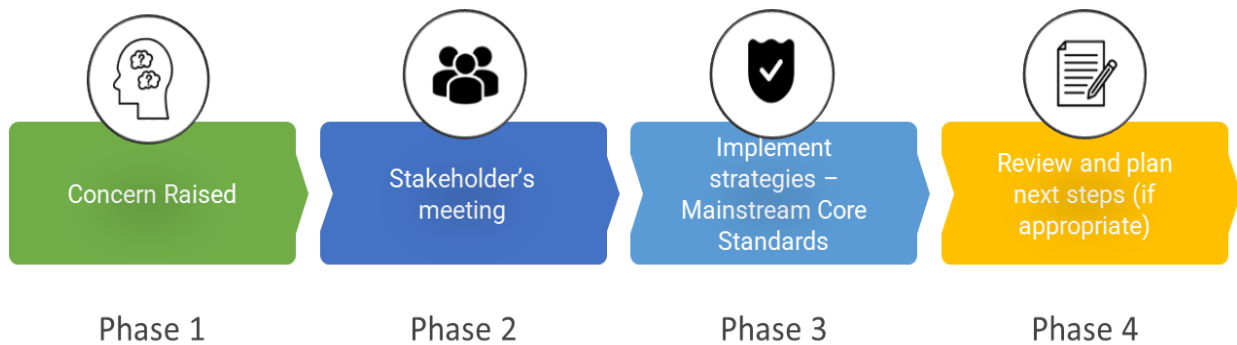 Concern Raised
Stakeholder’s
meeting
Implement
strategies –
Mainstream Core
Standards
Review and plan
next steps (if
appropriate)
Phase 1
Phase 2
Phase 3
Phase 4